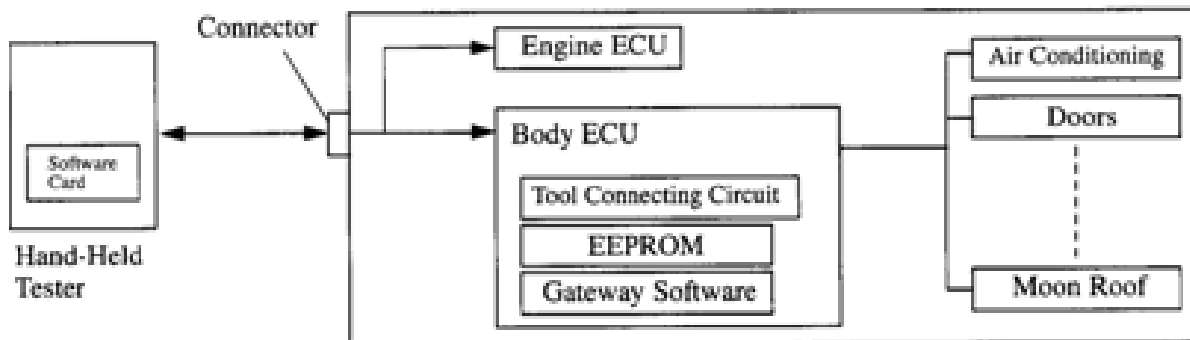 Connector
Engine ECU
Air Conditioning
Doors
Body ECU
Software
Card
Tool Connecting Circuit
EEPROM
Gateway Software
Hand-Held
Tester
Moon Roof